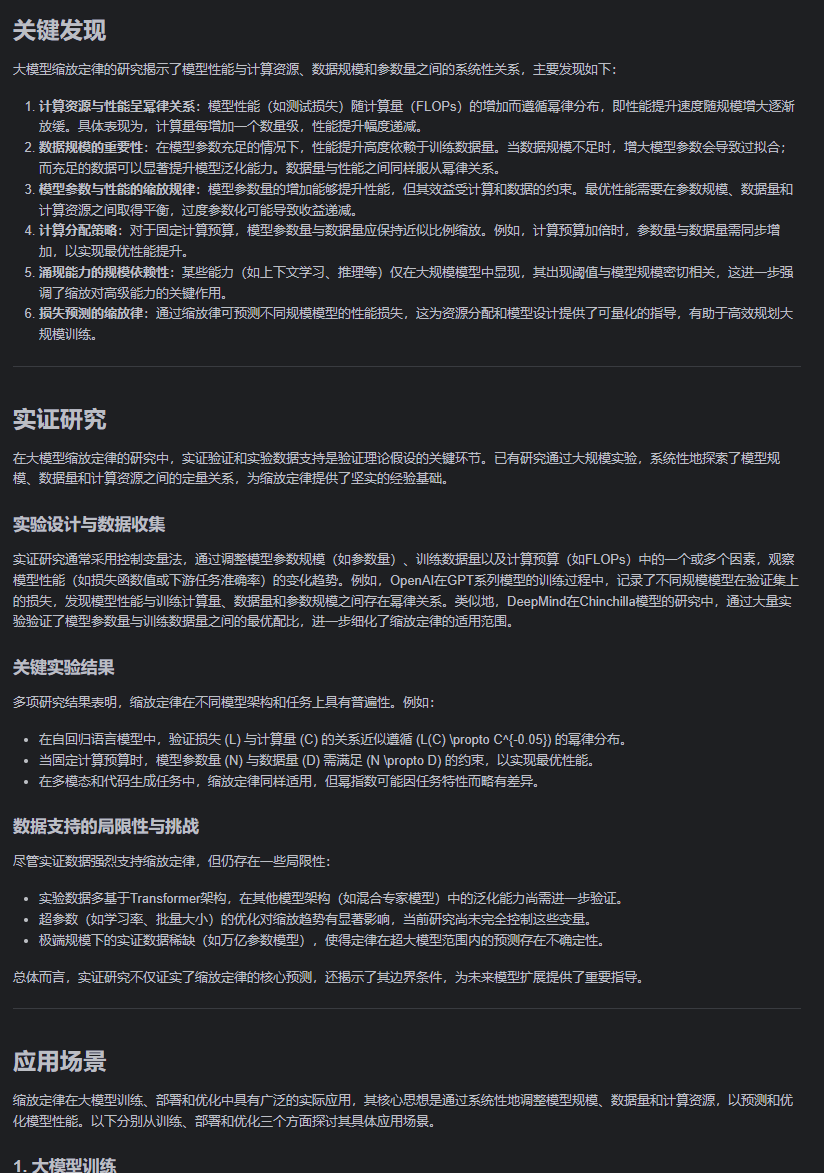 关键发现
大模型缩放定律的研究揭示了模型性能与计算资源、数据规模和参数量之间的系统性关系，主要发现如下：
1. 计算资源与性能呈幂律关系：模型性能（如测试损失）随计算量（FLOPs）的增加而遵循幂律分布，即性能提升速度随规模增大逐渐
放缓。具体表现为，计算量每增加一个数量级，性能提升幅度递减。
2. 数据规模的重要性：在模型参数充足的情况下，性能提升高度依赖于训练数据量。当数据规模不足时，增大模型参数会导致过拟合；
而充足的数据可以显著提升模型泛化能力。数据量与性能之间同样服从幂律关系。
3. 模型参数与性能的缩放规律：模型参数量的增加能够提升性能，但其效益受计算和数据的约束。最优性能需要在参数规模、数据量和
计算资源之间取得平衡，过度参数化可能导致收益递减。
4. 计算分配策略：对于固定计算预算，模型参数量与数据量应保持近似比例缩放。例如，计算预算加倍时，参数量与数据量需同步增
加，以实现最优性能提升。
5. 涌现能力的规模依赖性：某些能力（如上下文学习、推理等）仅在大规模模型中显现，其出现阈值与模型规模密切相关，这进一步强
调了缩放对高级能力的关键作用。
6. 损失预测的缩放律：通过缩放律可预测不同规模模型的性能损失，这为资源分配和模型设计提供了可量化的指导，有助于高效规划大
规模训练。
实证研究
在大模型缩放定律的研究中，实证验证和实验数据支持是验证理论假设的关键环节。已有研究通过大规模实验，系统性地探索了模型规
模、数据量和计算资源之间的定量关系，为缩放定律提供了坚实的经验基础。
实验设计与数据收集
实证研究通常采用控制变量法，通过调整模型参数规模（如参数量）、训练数据量以及计算预算（如FLOPs）中的一个或多个因素，观察
模型性能（如损失函数值或下游任务准确率）的变化趋势。例如，OpenAI在GPT系列模型的训练过程中，记录了不同规模模型在验证集上
的损失，发现模型性能与训练计算量、数据量和参数规模之间存在幂律关系。类似地，DeepMind在Chinchilla模型的研究中，通过大量实
验验证了模型参数量与训练数据量之间的最优配比，进一步细化了缩放定律的适用范围。
关键实验结果
多项研究结果表明，缩放定律在不同模型架构和任务上具有普遍性。例如：
• 在自回归语言模型中，验证损失 (L) 与计算量 (C) 的关系近似遵循 (L(C) \propto C^{-0.05}) 的幂律分布。
• 当固定计算预算时，模型参数量 (N) 与数据量 (D) 需满足 (N \propto D) 的约束，以实现最优性能。
• 在多模态和代码生成任务中，缩放定律同样适用，但幂指数可能因任务特性而略有差异。
数据支持的局限性与挑战
尽管实证数据强烈支持缩放定律，但仍存在一些局限性：
• 实验数据多基于Transformer架构，在其他模型架构（如混合专家模型）中的泛化能力尚需进一步验证。
• 超参数（如学习率、批量大小）的优化对缩放趋势有显著影响，当前研究尚未完全控制这些变量。
• 极端规模下的实证数据稀缺（如万亿参数模型），使得定律在超大模型范围内的预测存在不确定性。
总体而言，实证研究不仅证实了缩放定律的核心预测，还揭示了其边界条件，为未来模型扩展提供了重要指导。
应用场景
缩放定律在大模型训练、部署和优化中具有广泛的实际应用，其核心思想是通过系统性地调整模型规模、数据量和计算资源，以预测和优
化模型性能。以下分别从训练、部署和优化三个方面探讨其具体应用场景。
1. 大模型训练